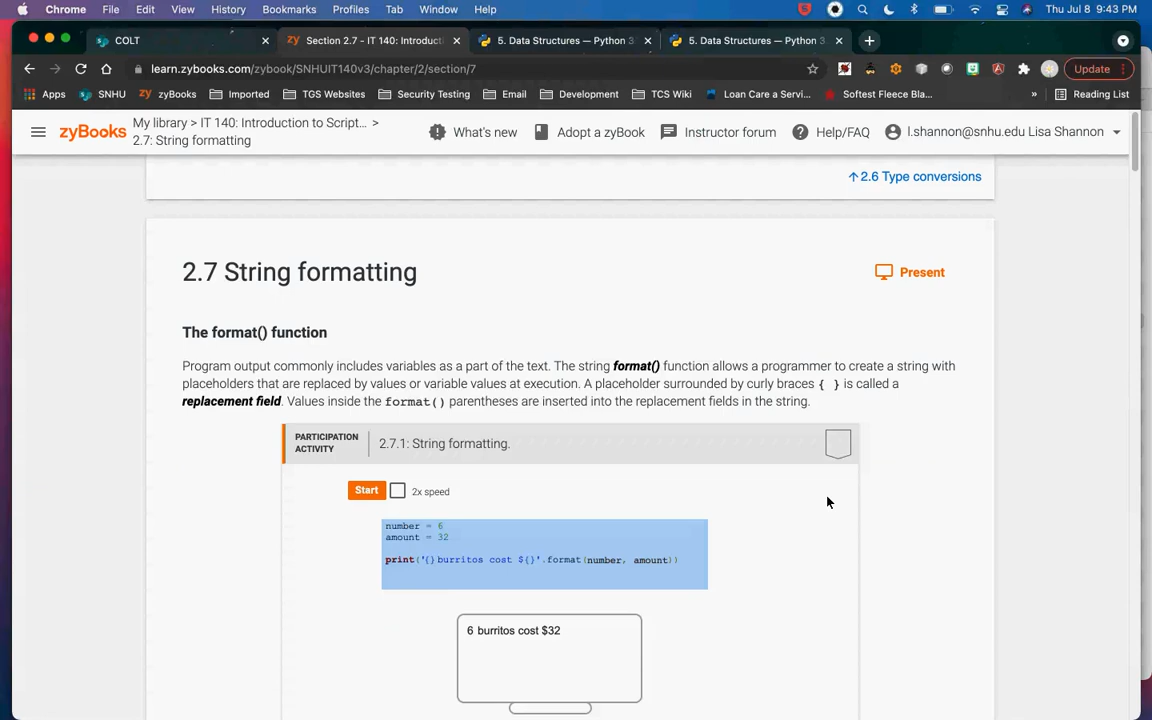 Chrome File Edit View History Bookmarks Profiles Tab Window Help Thu Jul 8 9:43 PM
COLT
zy Section 2.7 - IT 140: Introduct
5. Data Structures — Python 3
5. Data Structures — Python 3
learn.zybooks.com/zybook/SNHUIT140v3/chapter/2/section/7
Update
Apps SNHU zy zyBooks Imported TGS Websites Security Testing Email Development TCS Wiki Loan Care a Servi... Softest Fleece Bla... » Reading List
zyBooks
My library > IT 140: Introduction to Script... >
2.7: String formatting
What's new Adopt a zyBook Instructor forum Help/FAQ l.shannon@snhu.edu Lisa Shannon
↑2.6 Type conversions
2.7 String formatting
Present
The format() function
Program output commonly includes variables as a part of the text. The string format() function allows a programmer to create a string with
placeholders that are replaced by values or variable values at execution. A placeholder surrounded by curly braces { } is called a
replacement field. Values inside the format() parentheses are inserted into the replacement fields in the string.
PARTICIPATION
ACTIVITY
2.7.1: String formatting.
Start 2x speed
number = 6
amount = 32
print('{} burritos cost ${}'.format(number, amount))
6 burritos cost $32